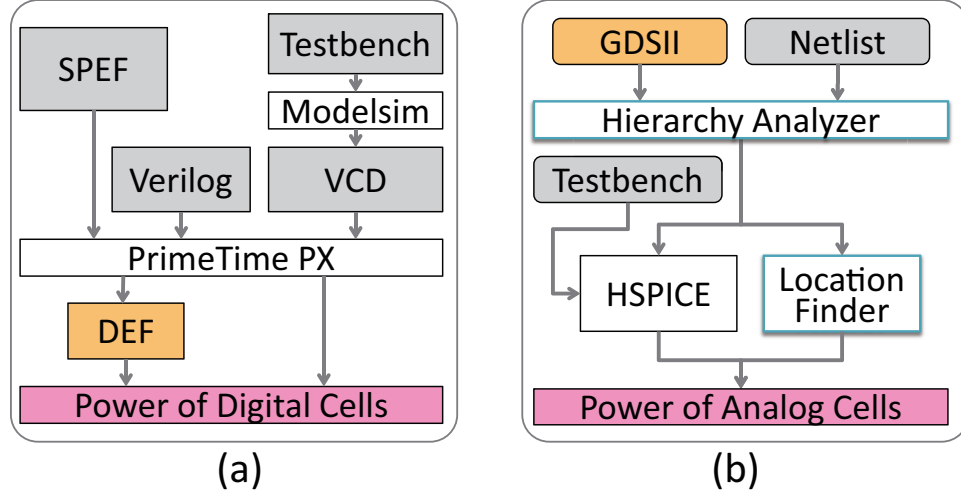 SPEF
Testbench
Modelsim
Verilog
VCD
PrimeTime PX
DEF
Power of Digital Cells
(a)
GDSII
Netlist
Hierarchy Analyzer
Testbench
HSPICE
Location
Finder
Power of Analog Cells
(b)